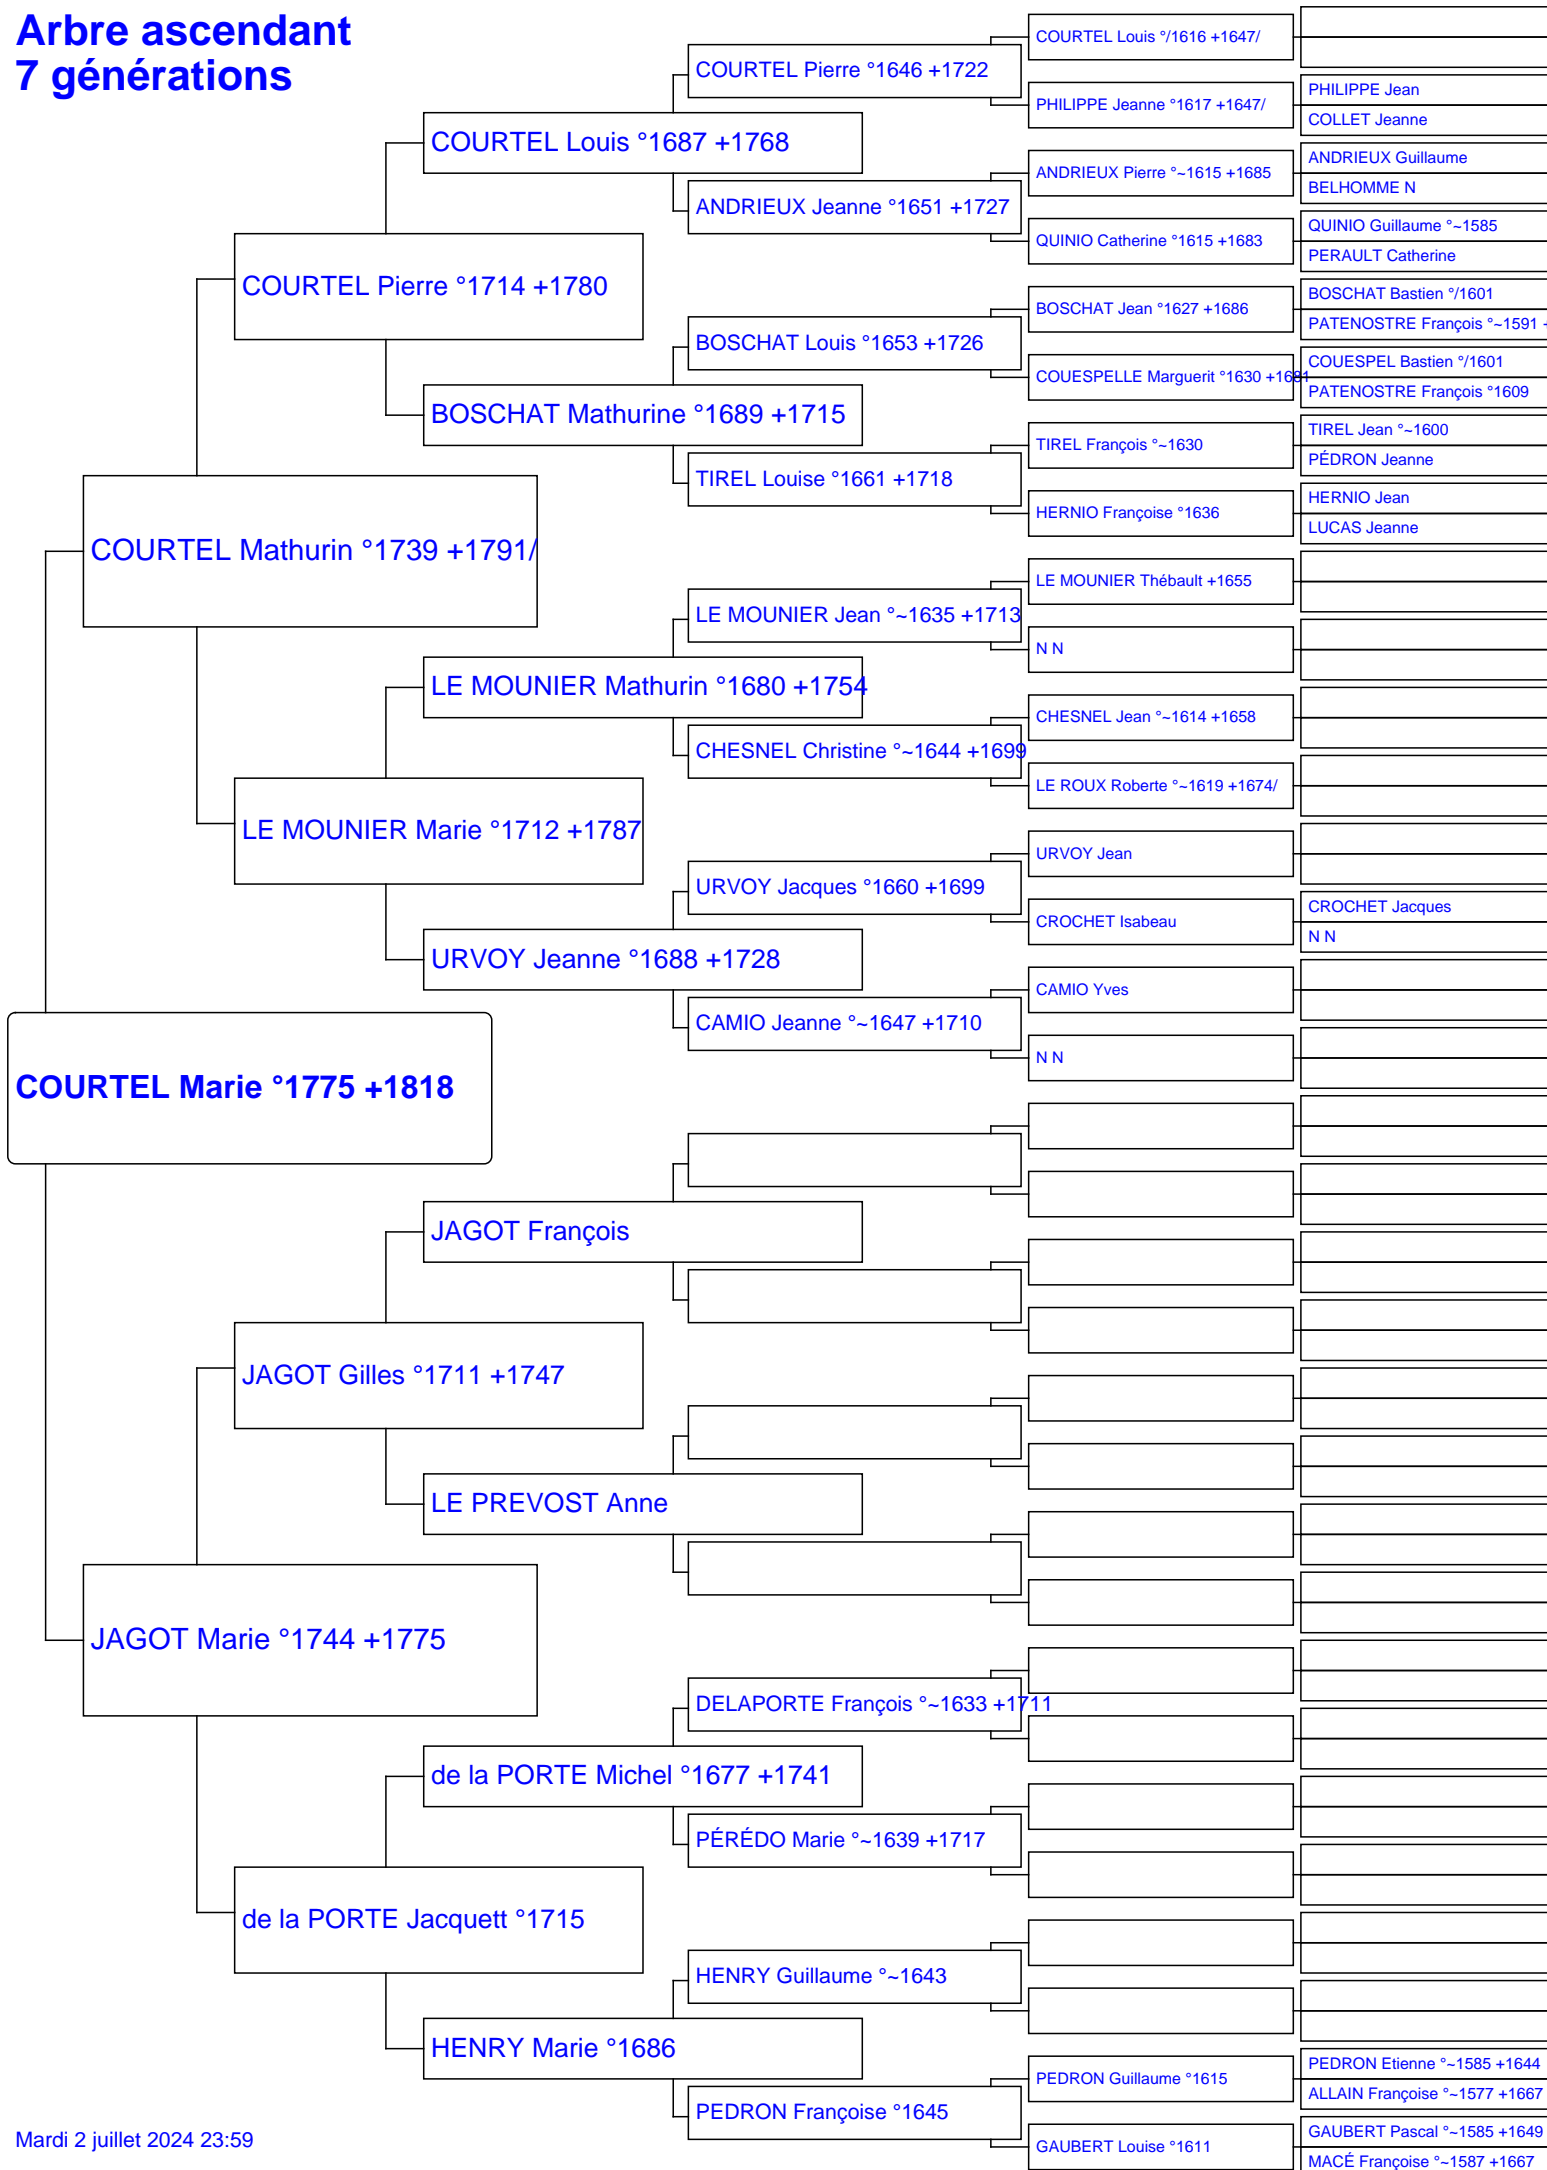 Arbre ascendant
7 générations
COURTEL Marie °1775 +1818
COURTEL Mathurin °1739 +1791/
JAGOT Marie °1744 +1775
COURTEL Pierre °1714 +1780
LE MOUNIER Marie °1712 +1787
JAGOT Gilles °1711 +1747
de la PORTE Jacquett °1715
COURTEL Louis °1687 +1768
BOSCHAT Mathurine °1689 +1715
LE MOUNIER Mathurin °1680 +1754
URVOY Jeanne °1688 +1728
JAGOT François
LE PREVOST Anne
de la PORTE Michel °1677 +1741
HENRY Marie °1686
COURTEL Pierre °1646 +1722
ANDRIEUX Jeanne °1651 +1727
BOSCHAT Louis °1653 +1726
TIREL Louise °1661 +1718
LE MOUNIER Jean °~1635 +1713
CHESNEL Christine °~1644 +1699
URVOY Jacques °1660 +1699
CAMIO Jeanne °~1647 +1710
DELAPORTE François °~1633 +1711
PÉRÉDO Marie °~1639 +1717
HENRY Guillaume °~1643
PEDRON Françoise °1645
COURTEL Louis °/1616 +1647/
PHILIPPE Jeanne °1617 +1647/
ANDRIEUX Pierre °~1615 +1685
QUINIO Catherine °1615 +1683
BOSCHAT Jean °1627 +1686
COUESPELLE Marguerit °1630 +1681
TIREL François °~1630
HERNIO Françoise °1636
LE MOUNIER Thébault +1655
N N
CHESNEL Jean °~1614 +1658
LE ROUX Roberte °~1619 +1674/
URVOY Jean
CROCHET Isabeau
CAMIO Yves
N N
PEDRON Guillaume °1615
GAUBERT Louise °1611
PHILIPPE Jean
COLLET Jeanne
ANDRIEUX Guillaume
BELHOMME N
QUINIO Guillaume °~1585
PERAULT Catherine
BOSCHAT Bastien °/1601
PATENOSTRE François °~1591 +
COUESPEL Bastien °/1601
PATENOSTRE François °1609
TIREL Jean °~1600
PÉDRON Jeanne
HERNIO Jean
LUCAS Jeanne
CROCHET Jacques
N N
PEDRON Etienne °~1585 +1644
ALLAIN Françoise °~1577 +1667
GAUBERT Pascal °~1585 +1649
MACÉ Françoise °~1587 +1667
Mardi 2 juillet 2024 23:59